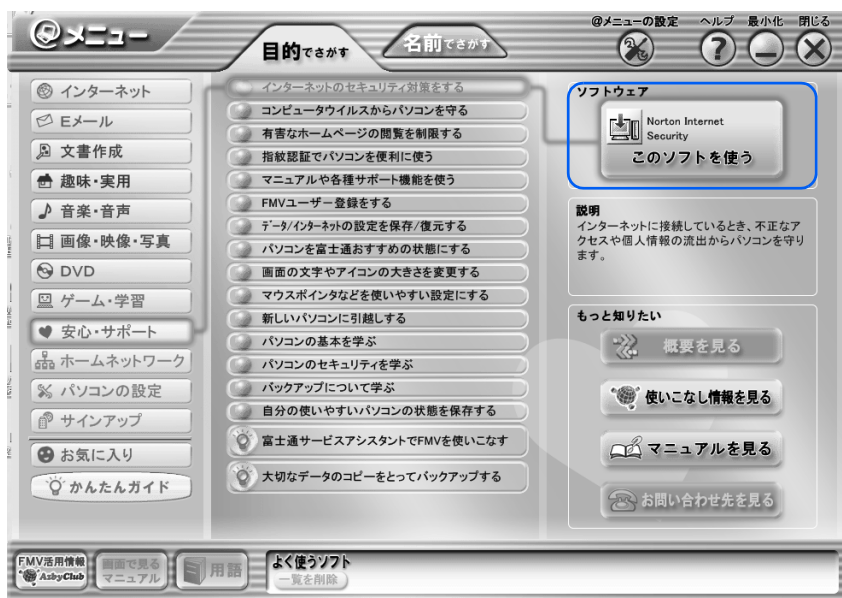 @メニュー
目的でさがす
名前でさがす
@メニューの設定
ヘルプ
最小化
閉じる
インターネット
Eメール
文書作成
趣味・実用
音楽・音声
画像・映像・写真
DVD
ゲーム・学習
安心・サポート
ホームネットワーク
パソコンの設定
サインアップ
お気に入り
かんたんガイド
インターネットのセキュリティ対策をする
コンピュータウイルスからパソコンを守る
有害なホームページの閲覧を制限する
指紋認証でパソコンを便利に使う
マニュアルや各種サポート機能を使う
FMVユーザー登録をする
データ/インターネットの設定を保存/復元する
パソコンを富士通おすすめの状態にする
画面の文字やアイコンの大きさを変更する
マウスポインタなどを使いやすい設定にする
新しいパソコンに引越しする
パソコンの基本を学ぶ
パソコンのセキュリティを学ぶ
バックアップについて学ぶ
自分の使いやすいパソコンの状態を保存する
富士通サービスアシスタントでFMVを使いこなす
大切なデータのコピーをとってバックアップする
ソフトウェア
Norton Internet
Security
このソフトを使う
説明
インターネットに接続しているとき、不正なア
クセスや個人情報の流出からパソコンを守り
ます。
もっと知りたい
概要を見る
使いこなし情報を見る
マニュアルを見る
お問い合わせ先を見る
FMV活用情報
AzbyClub
画面で見る
マニュアル
用語
よく使うソフト
一覧を削除